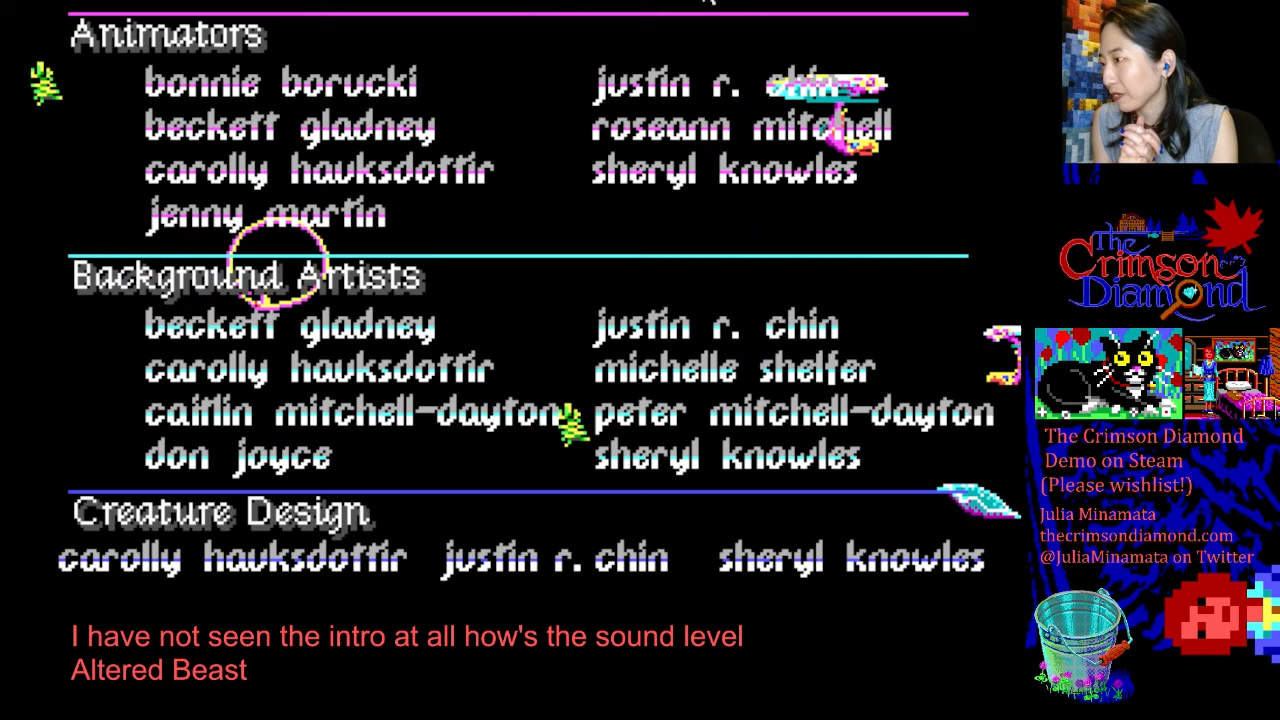 Animators
bonnie borucki justin r. chin
beckett gladney roseann mitchell
carolly hauksdottir sheryl knowles
jenny martin
Background Artists
beckett gladney justin r. chin
carolly hauksdottir michelle shelfer
caitlin mitchell-dayton peter mitchell-dayton
don joyce sheryl knowles
Creature Design
carolly hauksdottir justin r. chin sheryl knowles
I have not seen the intro at all how's the sound level
Altered Beast
The
Crimson
Diamond
The Crimson Diamond
Demo on Steam
(Please wishlist!)
Julia Minamata
thecrimsondiamond.com
@JuliaMinamata on Twitter